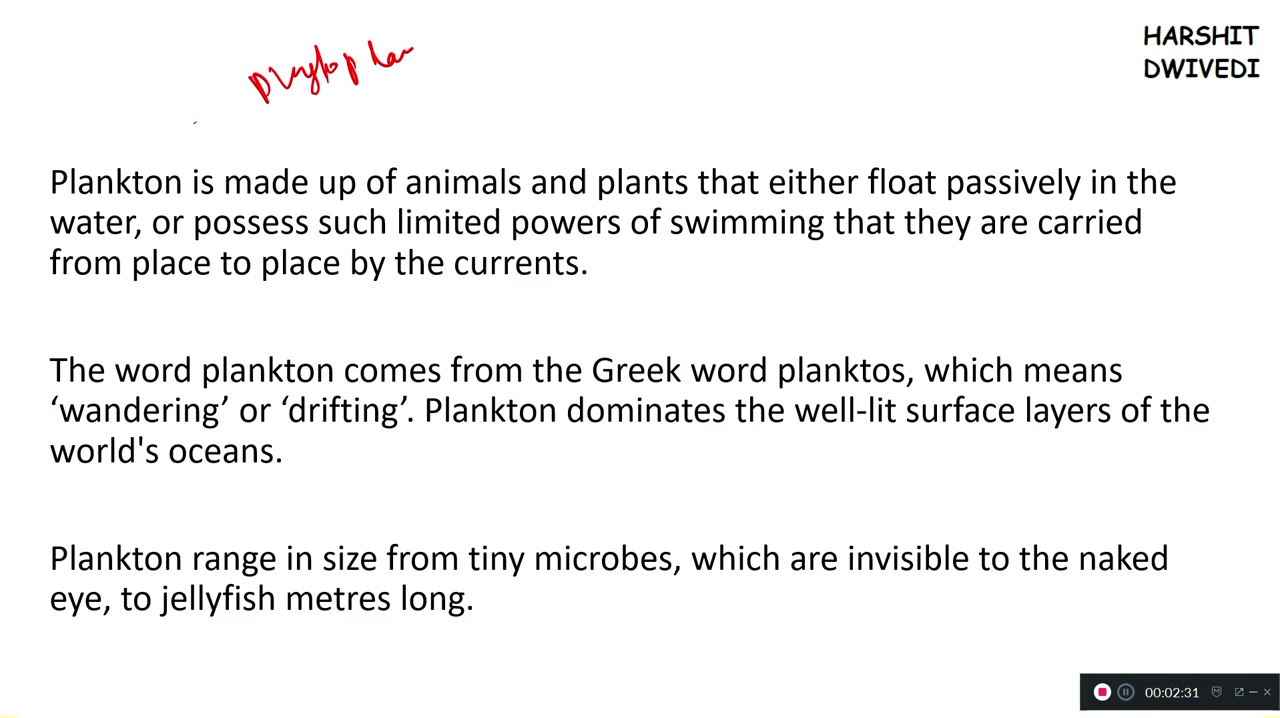 HARSHIT
DWIVEDI
phytoplan
Plankton is made up of animals and plants that either float passively in the
water, or possess such limited powers of swimming that they are carried
from place to place by the currents.
The word plankton comes from the Greek word planktos, which means
‘wandering’ or ‘drifting’. Plankton dominates the well-lit surface layers of the
world's oceans.
Plankton range in size from tiny microbes, which are invisible to the naked
eye, to jellyfish metres long.
00:02:31